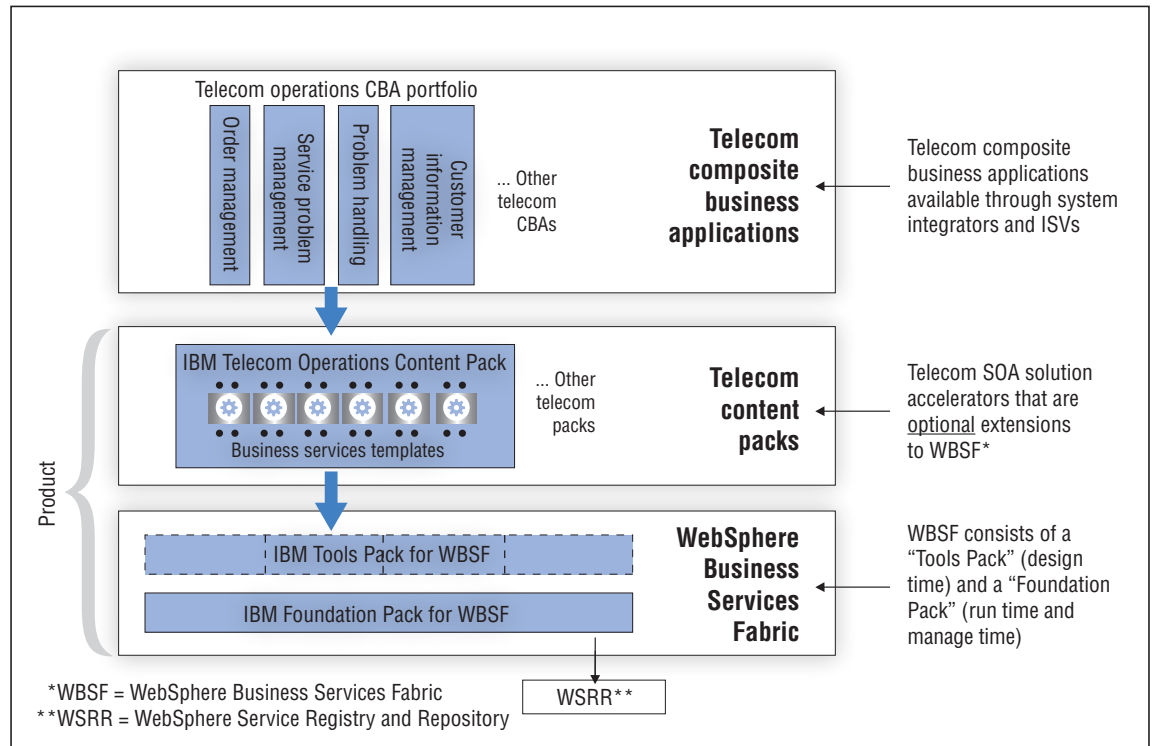 Telecom operations CBA portfolio
Order management
Service problem
management
Problem handling
Customer
information
management
... Other
telecom
CBAs
Telecom
composite
business
applications
Telecom composite
business applications
available through system
integrators and ISVs
Product
IBM Telecom Operations Content Pack
Business services templates
... Other
telecom
packs
Telecom
content
packs
Telecom SOA solution
accelerators that are
optional extensions
to WBSF*
IBM Tools Pack for WBSF
IBM Foundation Pack for WBSF
WebSphere
Business
Services
Fabric
WBSF consists of a
“Tools Pack” (design
time) and a “Foundation
Pack” (run time and
manage time)
WSRR**
*WBSF = WebSphere Business Services Fabric
**WSRR = WebSphere Service Registry and Repository